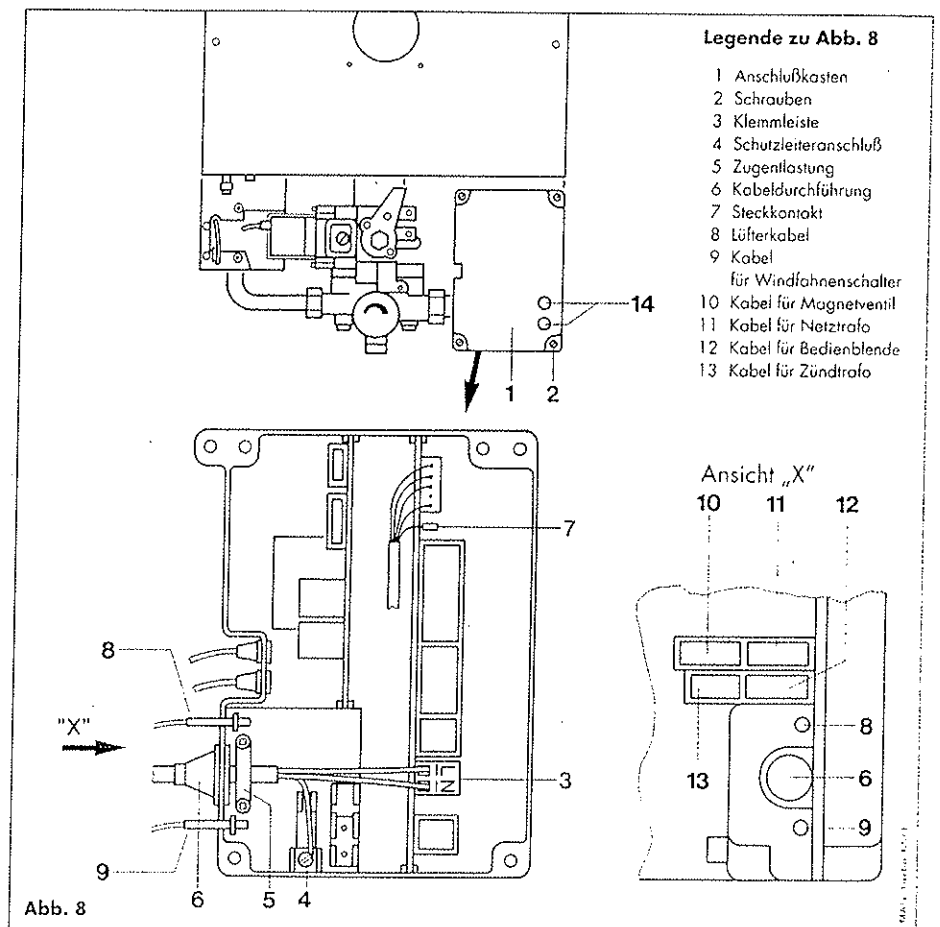 Legende zu Abb. 8
1 Anschlußkasten
2 Schrauben
3 Klemmleiste
4 Schutzleiteranschluß
5 Zugentlastung
6 Kabeldurchführung
7 Steckkontakt
8 Lüfterkabel
9 Kabel
für Windfahnenschalter
10 Kabel für Magnetventil
11 Kabel für Netztrafo
12 Kabel für Bedienblende
13 Kabel für Zündtrafo
14
1
2
7
8
"X"
3
L
N
9
6
5
4
Ansicht „X"
10
11
12
8
13
6
9
Abb. 8